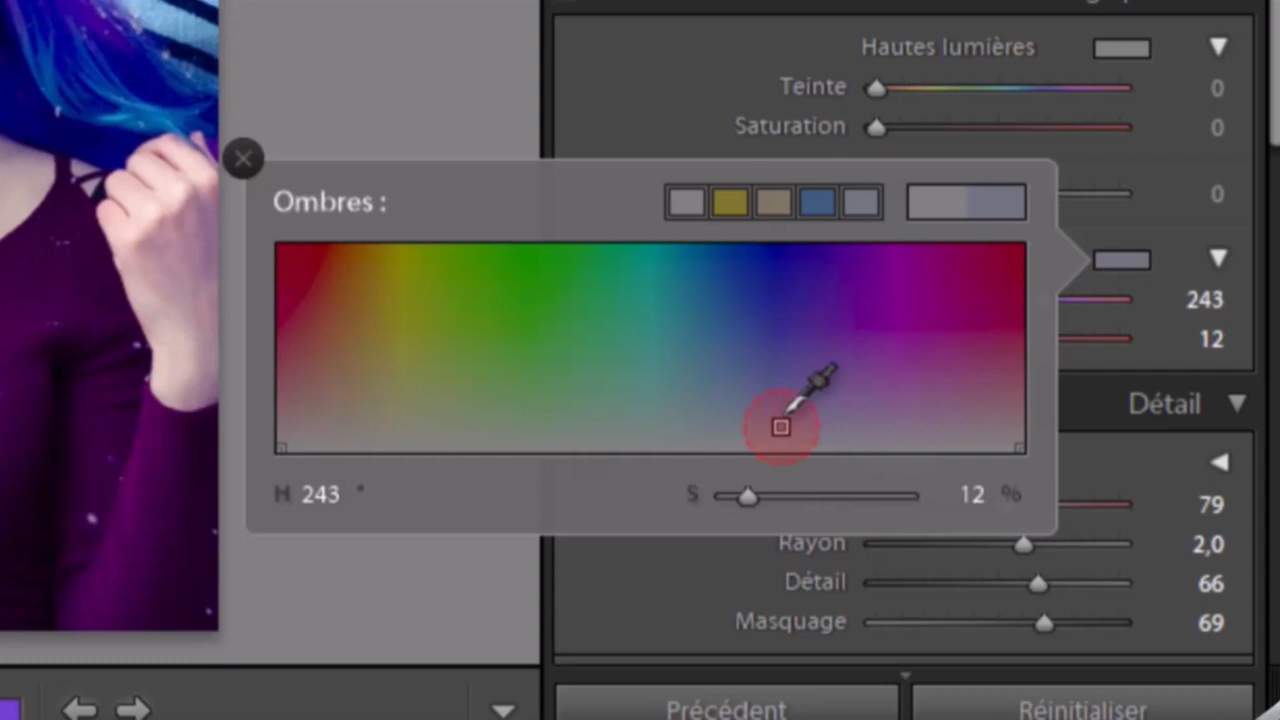 Hautes lumières
Teinte 0
Saturation 0
0
Ombres :
243
12
H 243 ° S 12 %
Détail
79
Rayon 2,0
Détail 66
Masquage 69
Précédent Réinitialiser